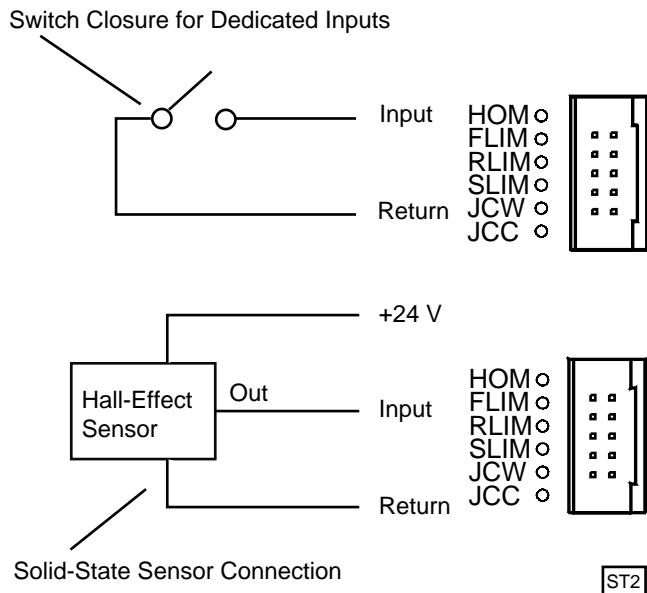 Switch Closure for Dedicated Inputs
Input
HOM
FLIM
RLIM
SLIM
JCW
JCC
Return
+24 V
Hall-Effect
Sensor
Out
Input
HOM
FLIM
RLIM
SLIM
JCW
JCC
Return
Solid-State Sensor Connection
ST2